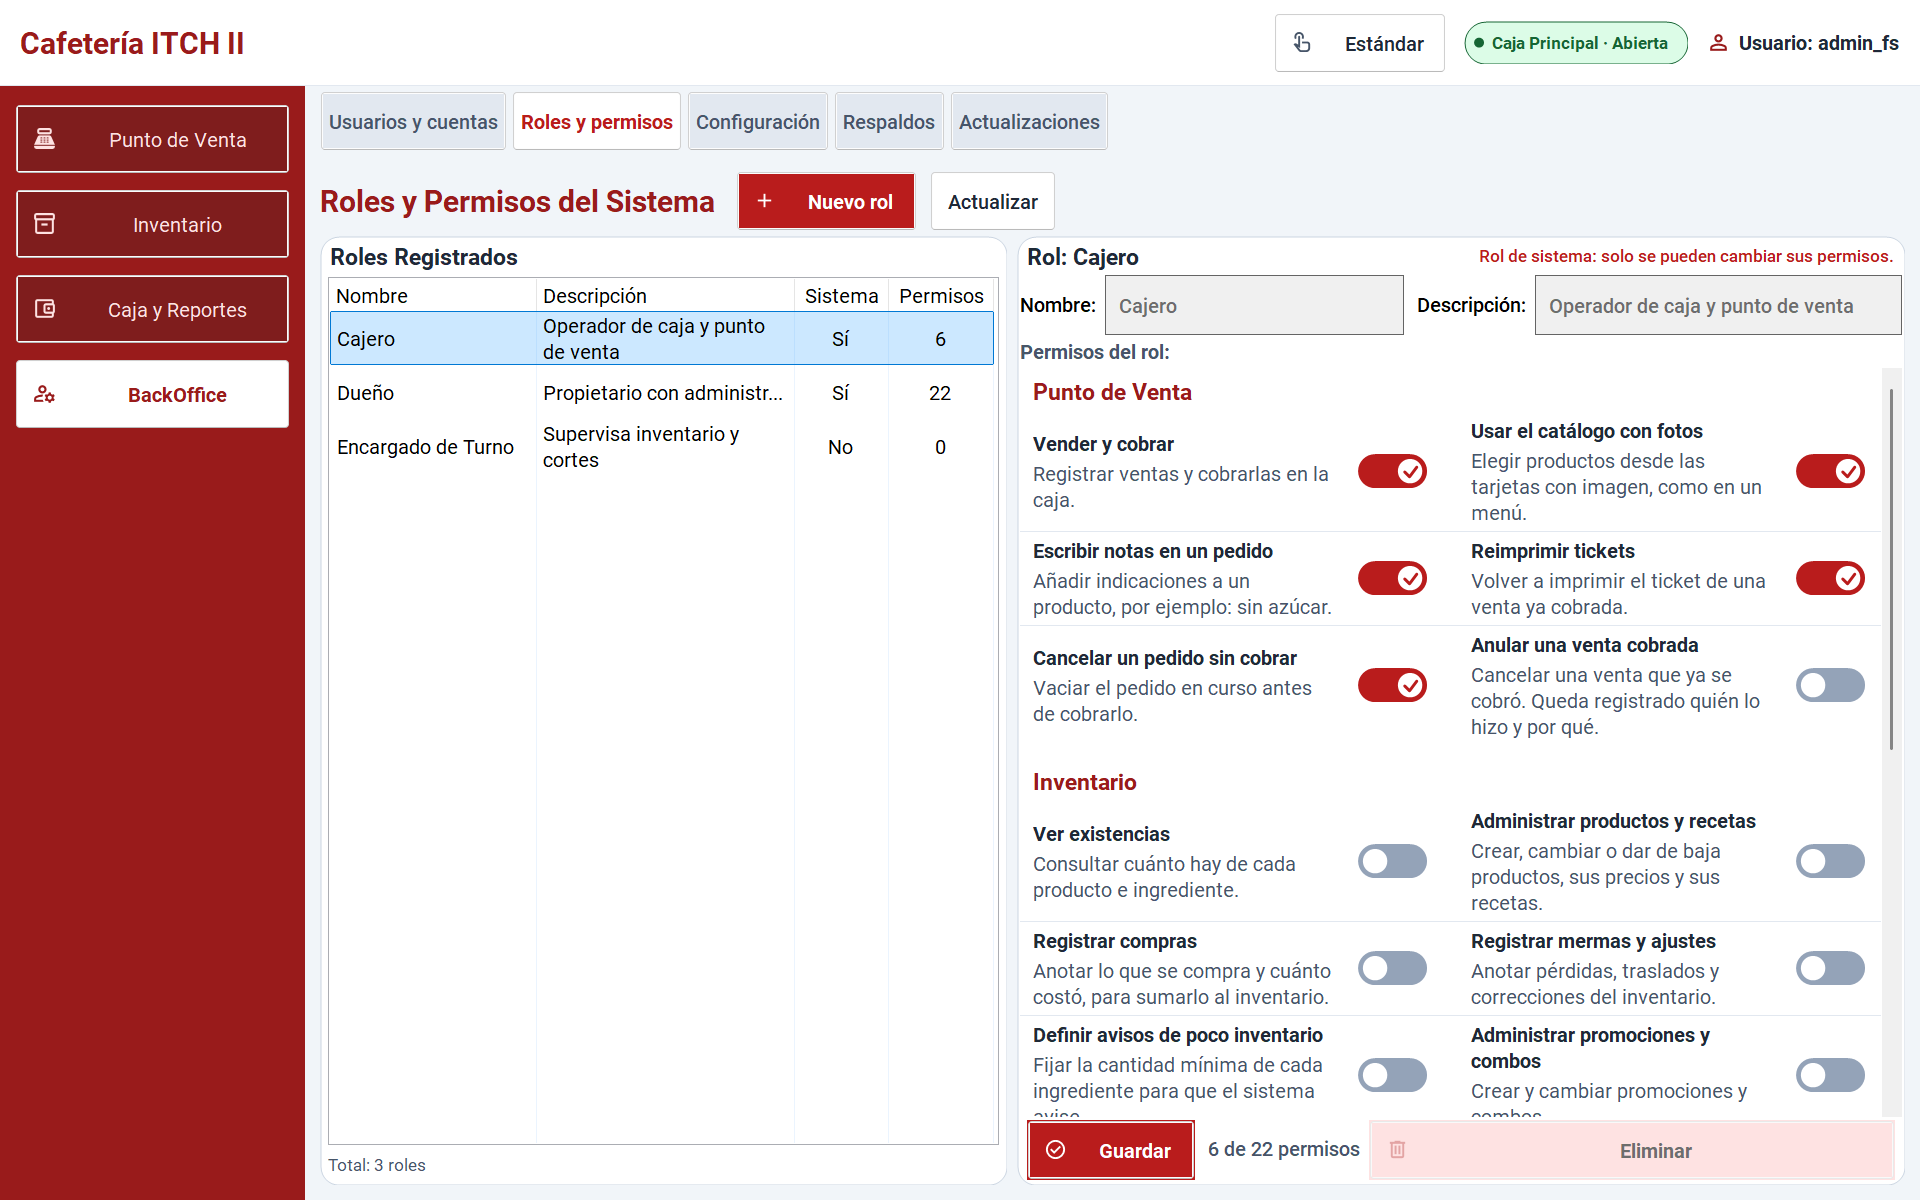 Cafetería ITCH II
Estándar
Caja Principal · Abierta
Usuario: admin_fs
Punto de Venta
Inventario
Caja y Reportes
BackOffice
Usuarios y cuentas
Roles y permisos
Configuración
Respaldos
Actualizaciones
Roles y Permisos del Sistema
+ Nuevo rol
Actualizar
Roles Registrados
Nombre Descripción Sistema Permisos
Cajero Operador de caja y punto de venta Sí 6
Dueño Propietario con administr... Sí 22
Encargado de Turno Supervisa inventario y cortes No 0
Total: 3 roles
Rol: Cajero
Rol de sistema: solo se pueden cambiar sus permisos.
Nombre: Cajero
Descripción: Operador de caja y punto de venta
Permisos del rol:
Punto de Venta
Vender y cobrar
Registrar ventas y cobrarlas en la
caja.
Usar el catálogo con fotos
Elegir productos desde las
tarjetas con imagen, como en un
menú.
Escribir notas en un pedido
Añadir indicaciones a un
producto, por ejemplo: sin azúcar.
Reimprimir tickets
Volver a imprimir el ticket de una
venta ya cobrada.
Cancelar un pedido sin cobrar
Vaciar el pedido en curso antes
de cobrarlo.
Anular una venta cobrada
Cancelar una venta que ya se
cobró. Queda registrado quién lo
hizo y por qué.
Inventario
Ver existencias
Consultar cuánto hay de cada
producto e ingrediente.
Administrar productos y recetas
Crear, cambiar o dar de baja
productos, sus precios y sus
recetas.
Registrar compras
Anotar lo que se compra y cuánto
costó, para sumarlo al inventario.
Registrar mermas y ajustes
Anotar pérdidas, traslados y
correcciones del inventario.
Definir avisos de poco inventario
Fijar la cantidad mínima de cada
ingrediente para que el sistema
avise.
Administrar promociones y
combos
Crear y cambiar promociones y
combos.
Guardar
6 de 22 permisos
Eliminar